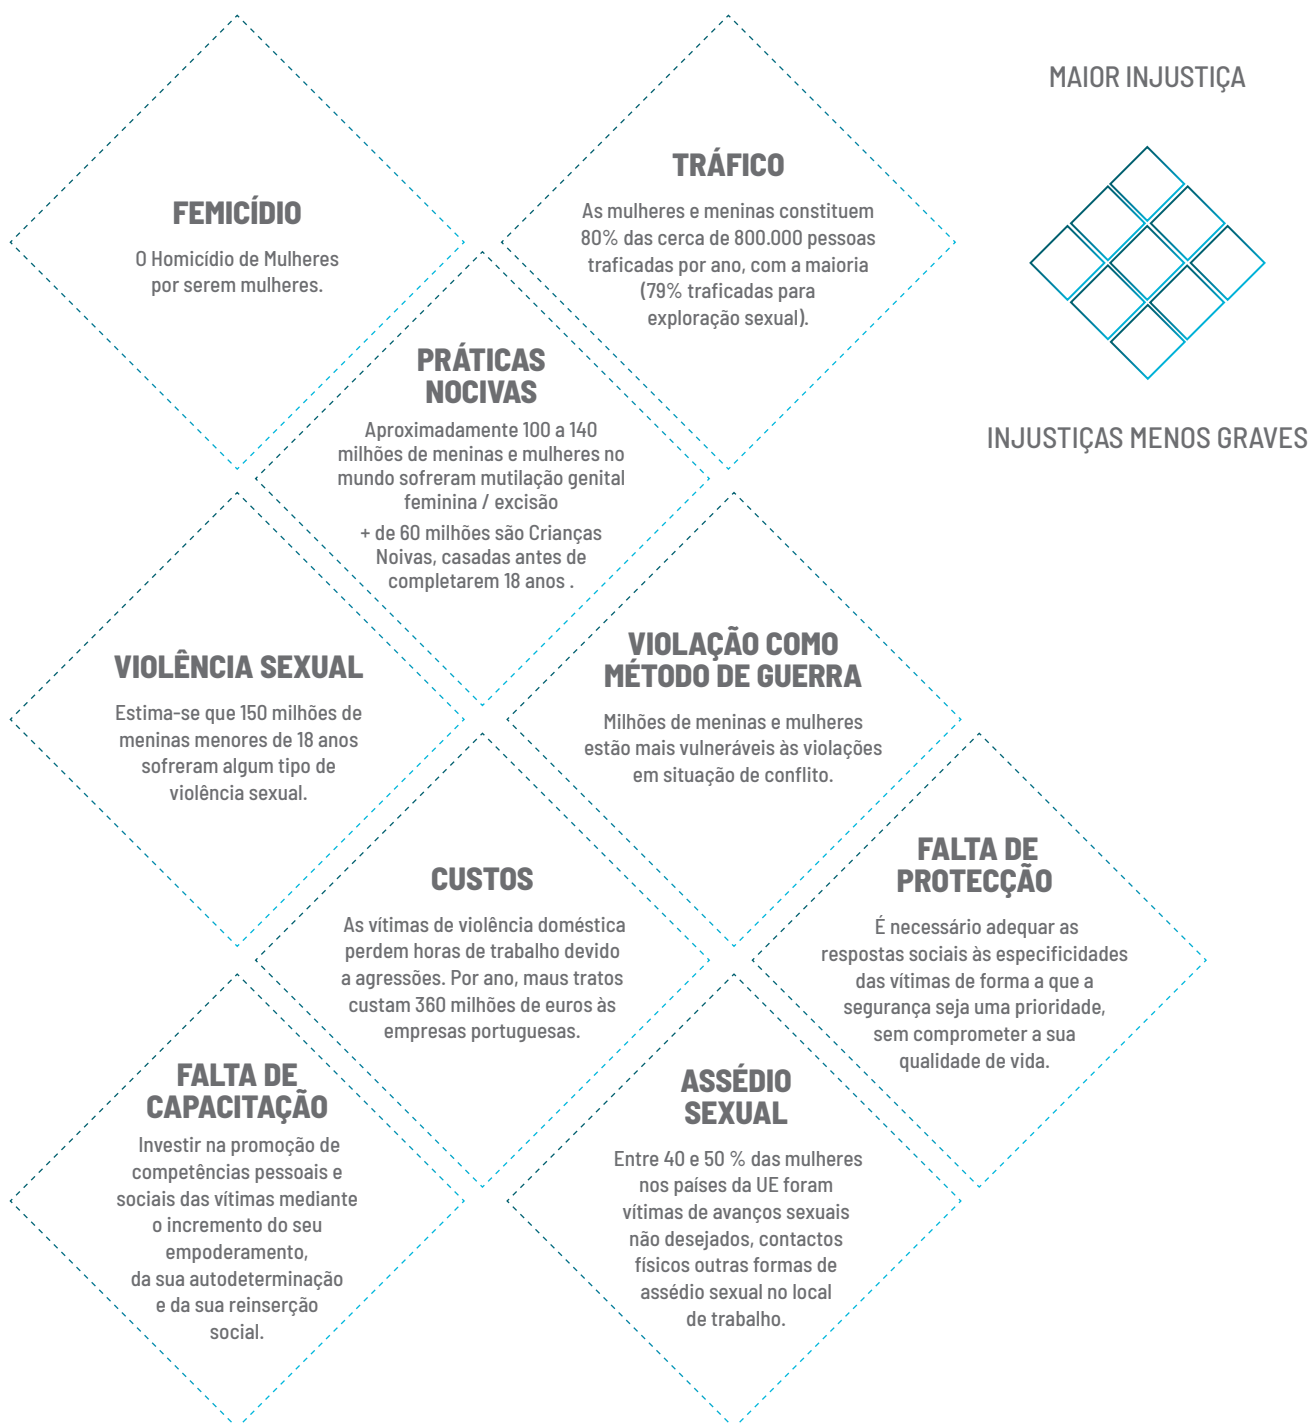 FEMICÍDIO
O Homicídio de Mulheres
por serem mulheres.
TRÁFICO
As mulheres e meninas constituem
80% das cerca de 800.000 pessoas
traficadas por ano, com a maioria
(79% traficadas para
exploração sexual).
MAIOR INJUSTIÇA
INJUSTIÇAS MENOS GRAVES
PRÁTICAS
NOCIVAS
Aproximadamente 100 a 140
milhões de meninas e mulheres no
mundo sofreram mutilação genital
feminina / excisão
+ de 60 milhões são Crianças
Noivas, casadas antes de
completarem 18 anos .
VIOLÊNCIA SEXUAL
Estima-se que 150 milhões de
meninas menores de 18 anos
sofreram algum tipo de
violência sexual.
VIOLAÇÃO COMO
MÉTODO DE GUERRA
Milhões de meninas e mulheres
estão mais vulneráveis às violações
em situação de conflito.
CUSTOS
As vítimas de violência doméstica
perdem horas de trabalho devido
a agressões. Por ano, maus tratos
custam 360 milhões de euros às
empresas portuguesas.
FALTA DE
PROTECÇÃO
É necessário adequar as
respostas sociais às especificidades
das vítimas de forma a que a
segurança seja uma prioridade,
sem comprometer a sua
qualidade de vida.
FALTA DE
CAPACITAÇÃO
Investir na promoção de
competências pessoais e
sociais das vítimas mediante
o incremento do seu
empoderamento,
da sua autodeterminação
e da sua reinserção
social.
ASSÉDIO
SEXUAL
Entre 40 e 50 % das mulheres
nos países da UE foram
vítimas de avanços sexuais
não desejados, contactos
físicos outras formas de
assédio sexual no local
de trabalho.